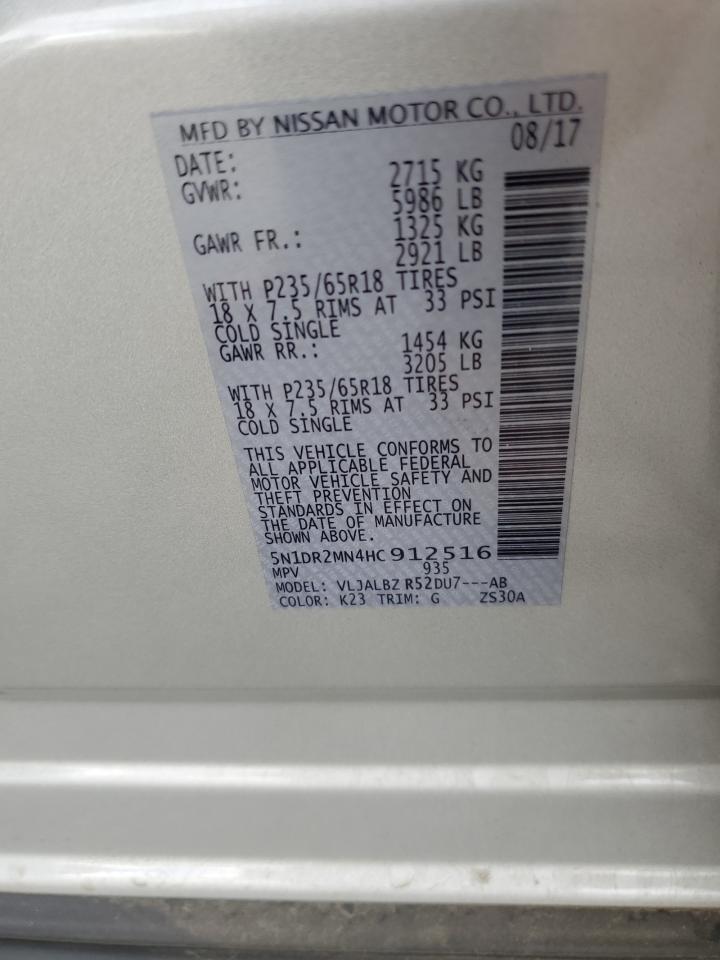 MFD BY NISSAN MOTOR CO., LTD.
DATE: 08/17
GVWR: 2715 KG
5986 LB
GAWR FR.: 1325 KG
2921 LB
WITH P235/65R18 TIRES
18 X 7.5 RIMS AT 33 PSI
COLD SINGLE
GAWR RR.: 1454 KG
3205 LB
WITH P235/65R18 TIRES
18 X 7.5 RIMS AT 33 PSI
COLD SINGLE
THIS VEHICLE CONFORMS TO
ALL APPLICABLE FEDERAL
MOTOR VEHICLE SAFETY AND
THEFT PREVENTION
STANDARDS IN EFFECT ON
THE DATE OF MANUFACTURE
SHOWN ABOVE.
5N1DR2MN4HC912516
MPV 935
MODEL: VLJALBZ R52DU7---AB
COLOR: K23 TRIM: G ZS30A